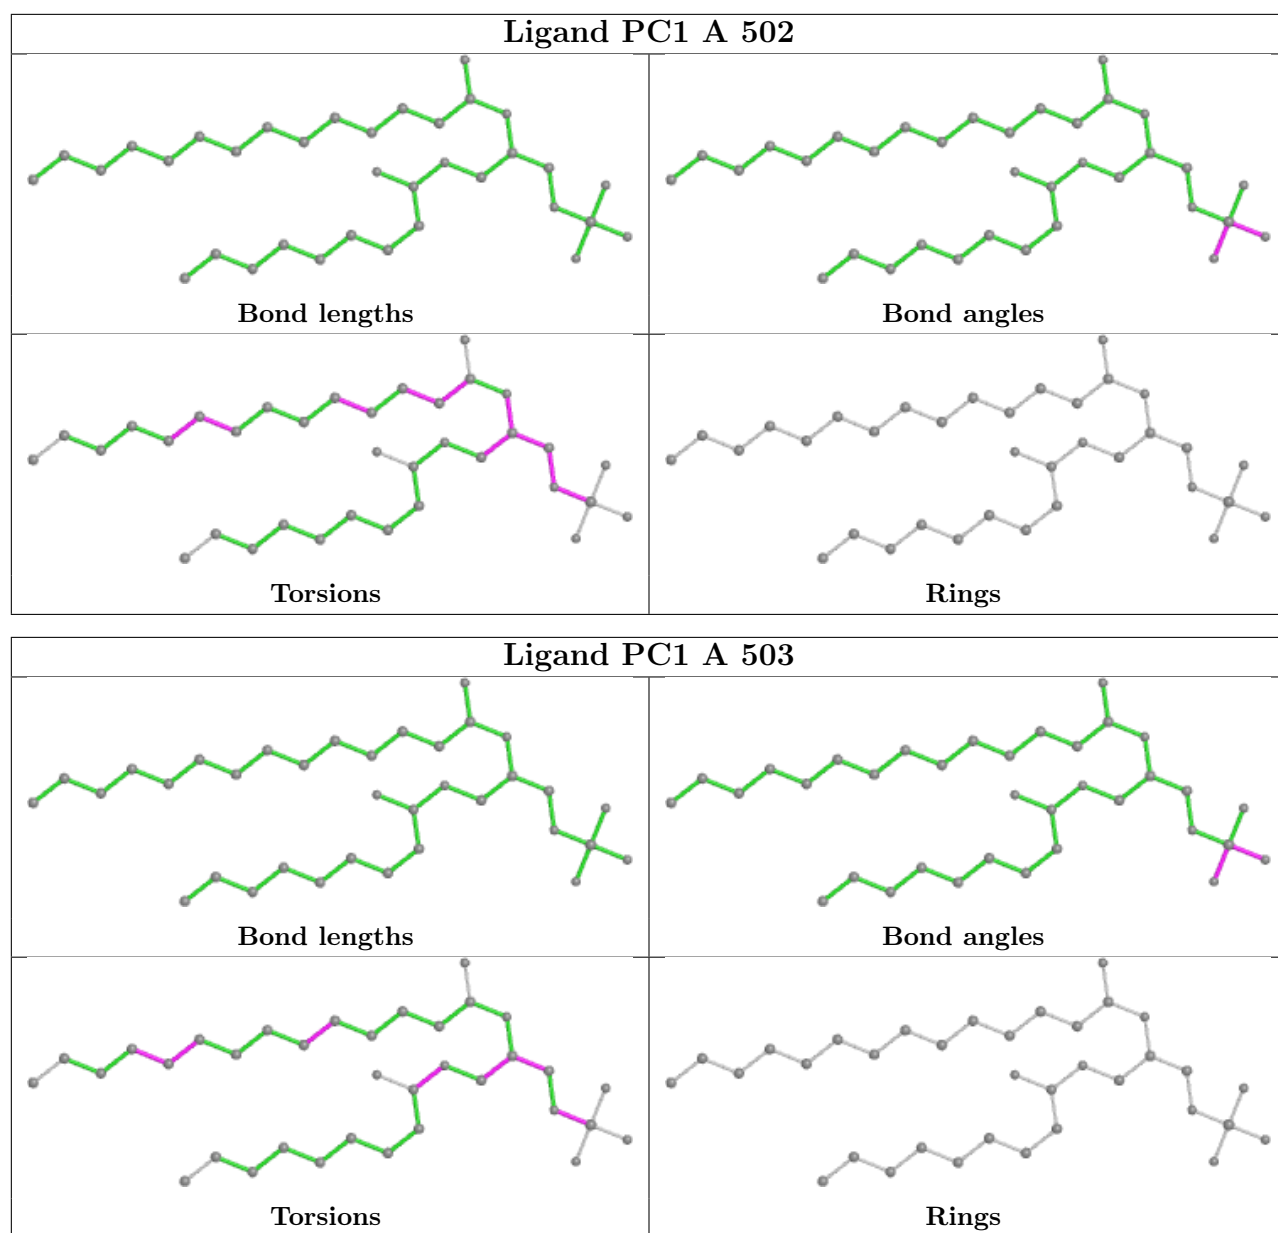 Ligand PC1 A 502
Bond lengths
Bond angles
Torsions
Rings
Ligand PC1 A 503
Bond lengths
Bond angles
Torsions
Rings